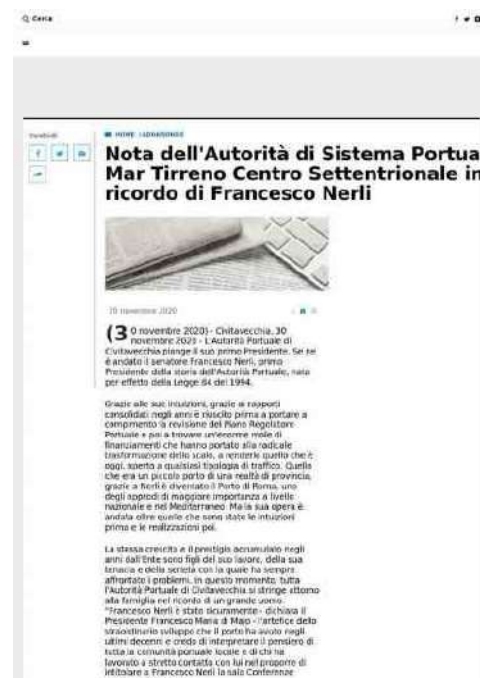 Cerca
Condividi
HOME LADRADIONDO
Nota dell'Autorità di Sistema Portua
Mar Tirreno Centro Settentrionale in
ricordo di Francesco Nerli
30 novembre 2020
(30 novembre 2020) - Civitavecchia, 30
novembre 2020 - L'Autorità Portuale di
Civitavecchia piange il suo primo Presidente. Se ne
è andato il senatore Francesco Nerli, primo
Presidente della storia dell'Autorità Portuale, nata
per effetto della Legge 84 del 1994.
Grazie alle sue intuizioni, grazie ai rapporti
consolidati negli anni è riuscito prima a portare a
compimento la revisione del Piano Regolatore
Portuale e poi a trovare un'enorme mole di
finanziamenti che hanno portato alla radicale
trasformazione dello scalo, a renderlo quello che è
oggi, aperto a qualsiasi tipologia di traffico. Quello
che era un piccolo porto di una realtà di provincia,
grazie a Nerli è diventato il Porto di Roma, uno
degli approdi di maggiore importanza a livello
nazionale e nel Mediterraneo. Ma la sua opera è
andata oltre quelle che sono state le intuizioni
prima e le realizzazioni poi.
La stessa crescita e il prestigio accumulato negli
anni dall'Ente sono figli del suo lavoro, della sua
tenacia e della serietà con la quale ha sempre
affrontato i problemi. In questo momento, tutta
l'Autorità Portuale di Civitavecchia si stringe attorno
alla famiglia nel ricordo di un grande uomo.
"Francesco Nerli è stato sicuramente - dichiara il
Presidente Francesco Maria di Majo - l'artefice dello
straordinario sviluppo che il porto ha avuto negli
ultimi decenni e credo di interpretare il pensiero di
tutta la comunità portuale locale e di chi ha
lavorato a stretto contatto con lui nel proporre di
intitolare a Francesco Nerli la sala Conferenze